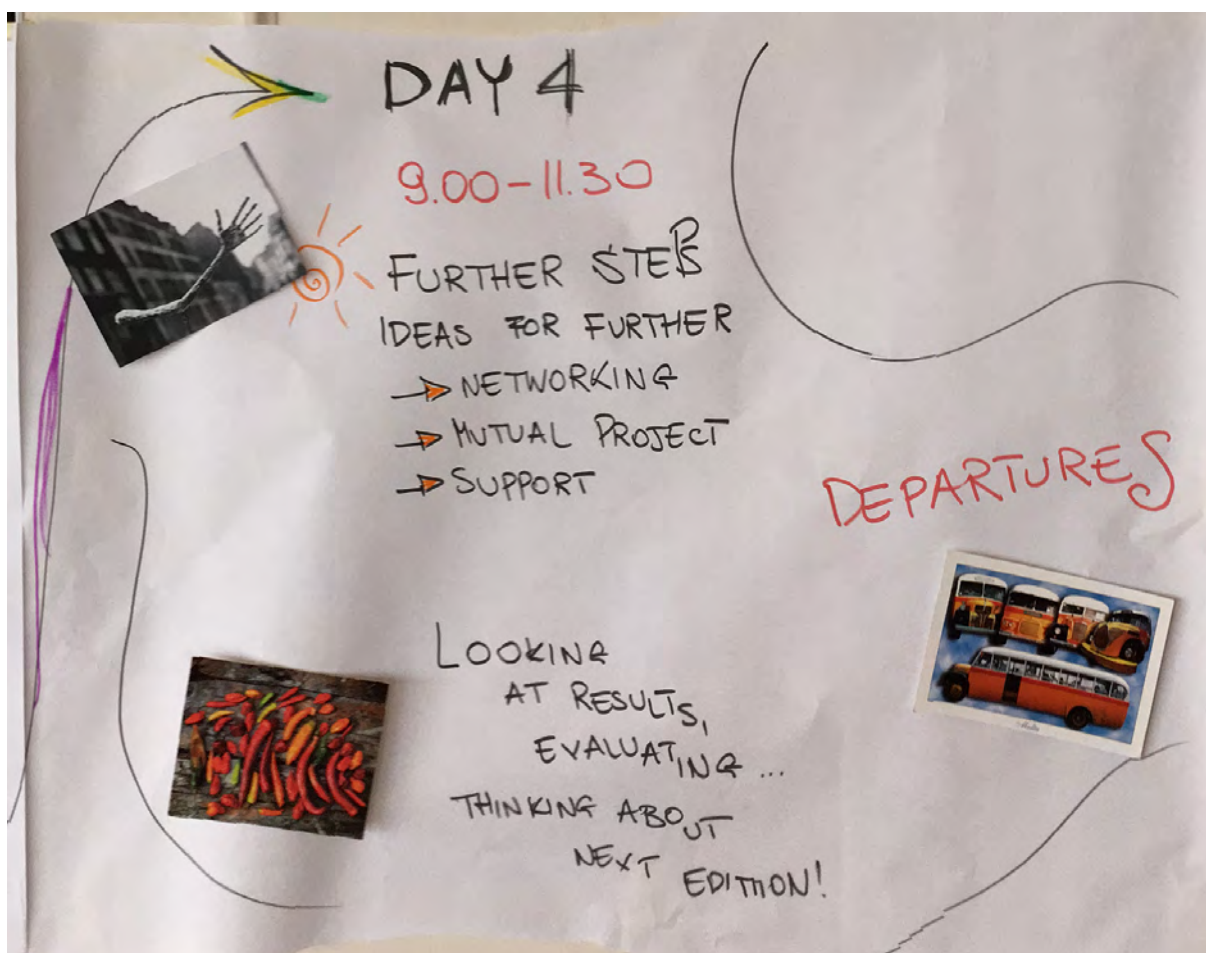 DAY 4
9.00-11.30
FURTHER STEPS
IDEAS FOR FURTHER
NETWORKING
MUTUAL PROJECT
SUPPORT
DEPARTURES
LOOKING
AT RESULTS,
EVALUATING ...
THINKING ABOUT
NEXT EDITION!